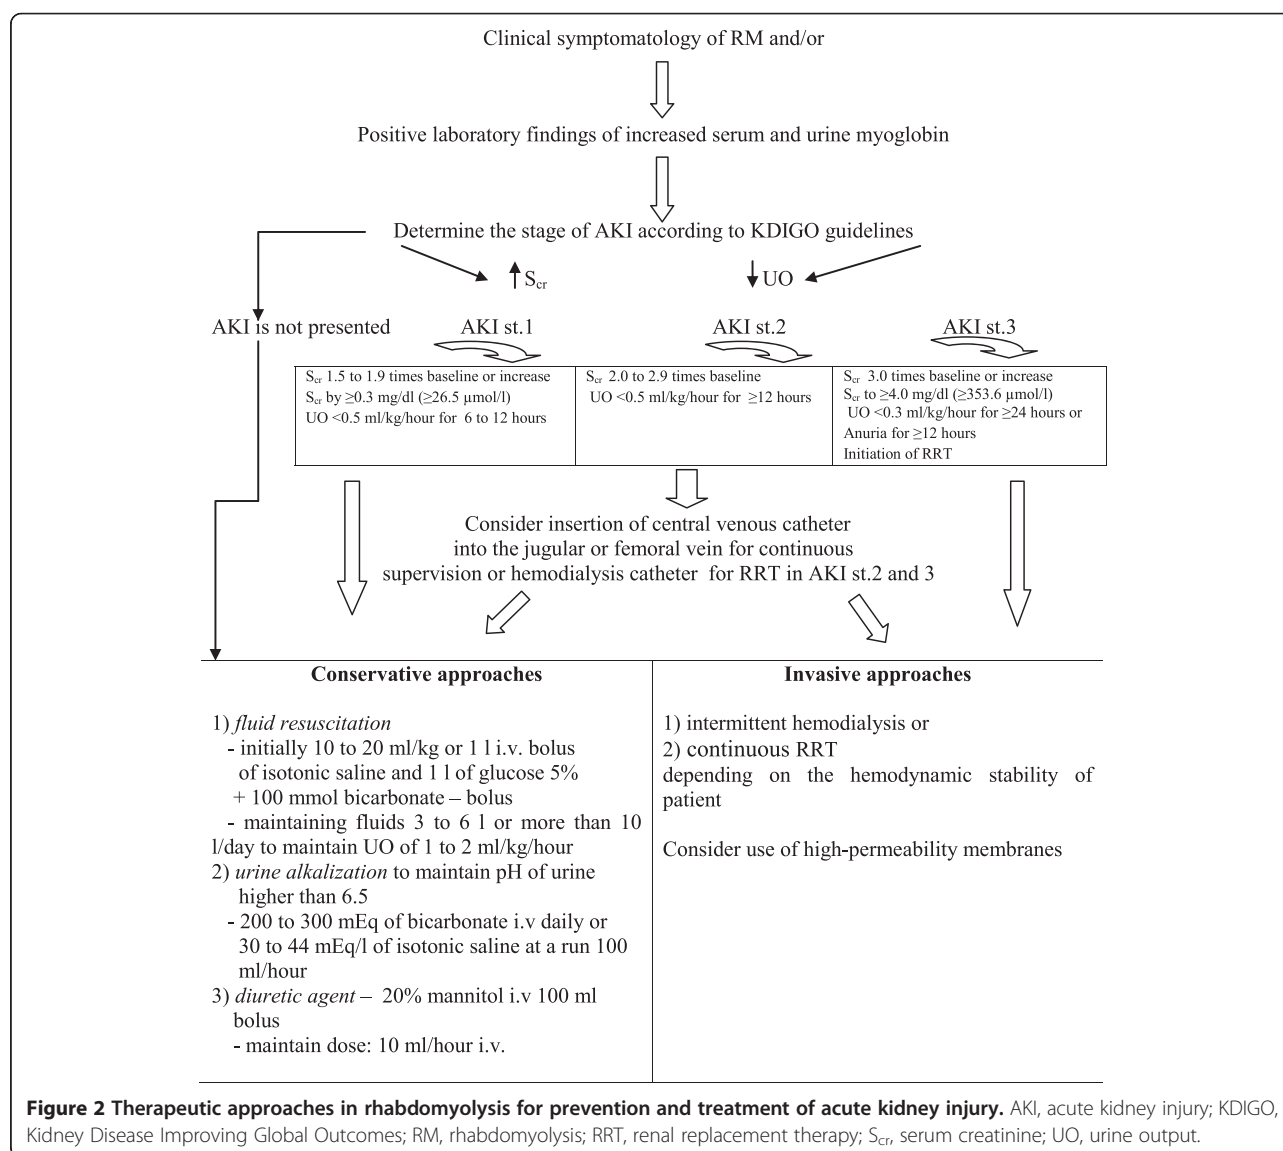 Clinical symptomatology of RM and/or
Positive laboratory findings of increased serum and urine myoglobin
Determine the stage of AKI according to KDIGO guidelines
Scr
UO
AKI is not presented
AKI st.1
AKI st.2
AKI st.3
Scr 1.5 to 1.9 times baseline or increase
Scr by ≥0.3 mg/dl (≥26.5 µmol/l)
UO <0.5 ml/kg/hour for 6 to 12 hours
Scr 2.0 to 2.9 times baseline
UO <0.5 ml/kg/hour for ≥12 hours
Scr 3.0 times baseline or increase
Scr to ≥4.0 mg/dl (≥353.6 µmol/l)
UO <0.3 ml/kg/hour for ≥24 hours or
Anuria for ≥12 hours
Initiation of RRT
Consider insertion of central venous catheter
into the jugular or femoral vein for continuous
supervision or hemodialysis catheter for RRT in AKI st.2 and 3
Conservative approaches
1) fluid resuscitation
- initially 10 to 20 ml/kg or 1 l i.v. bolus
of isotonic saline and 1 l of glucose 5%
+ 100 mmol bicarbonate – bolus
- maintaining fluids 3 to 6 l or more than 10
l/day to maintain UO of 1 to 2 ml/kg/hour
2) urine alkalization to maintain pH of urine
higher than 6.5
- 200 to 300 mEq of bicarbonate i.v daily or
30 to 44 mEq/l of isotonic saline at a run 100
ml/hour
3) diuretic agent – 20% mannitol i.v 100 ml
bolus
- maintain dose: 10 ml/hour i.v.
Invasive approaches
1) intermittent hemodialysis or
2) continuous RRT
depending on the hemodynamic stability of
patient
Consider use of high-permeability membranes
Figure 2 Therapeutic approaches in rhabdomyolysis for prevention and treatment of acute kidney injury. AKI, acute kidney injury; KDIGO,
Kidney Disease Improving Global Outcomes; RM, rhabdomyolysis; RRT, renal replacement therapy; Scr, serum creatinine; UO, urine output.